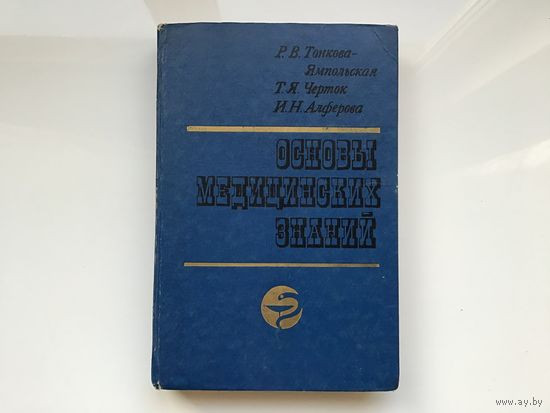 Р. В. Тонкова-
Ямпольская
Т. Я. Черток
И. Н. Алферова
ОСНОВЫ
МЕДИЦИНСКИХ
ЗНАНИЙ
www.ay.by